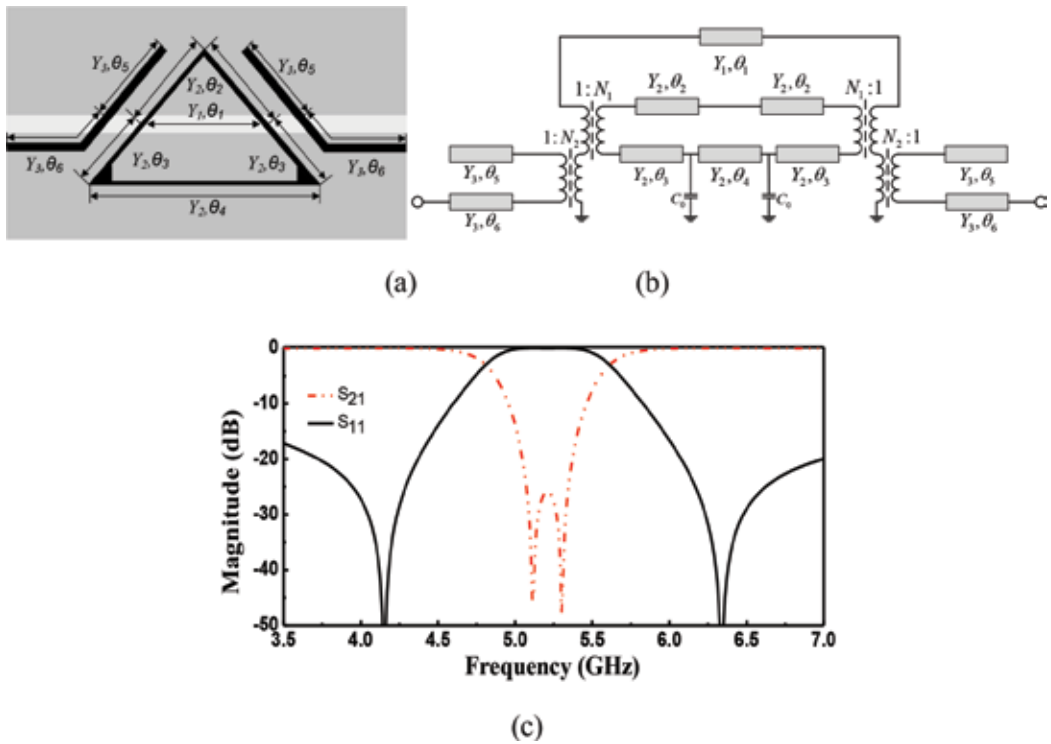 Y₃,θ₅
Y₂,θ₂
Y₃,θ₅
Y₁,θ₁
Y₂,θ₃
Y₂,θ₃
Y₃,θ₆
Y₃,θ₆
Y₂,θ₄
(a)
Y₁,θ₁
1:N₁
Y₂,θ₂
Y₂,θ₂
N₁:1
1:N₂
N₂:1
Y₃,θ₅
Y₂,θ₃
Y₂,θ₄
Y₂,θ₃
Y₃,θ₅
C₀
C₀
Y₃,θ₆
Y₃,θ₆
(b)
0
-10
-20
-30
-40
-50
Magnitude (dB)
S₂₁
S₁₁
3.5 4.0 4.5 5.0 5.5 6.0 6.5 7.0
Frequency (GHz)
(c)